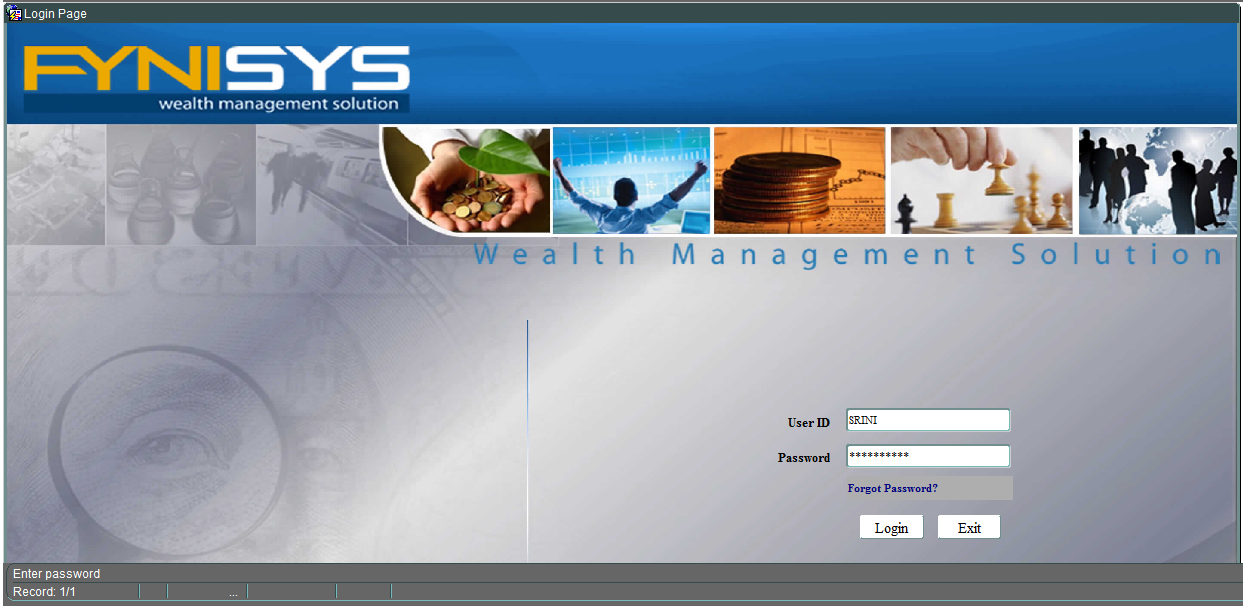 Login Page
FYNISYS
wealth management solution
Wealth Management Solution
User ID SRINI
Password **********
Forgot Password?
Login Exit
Enter password
Record: 1/1
...